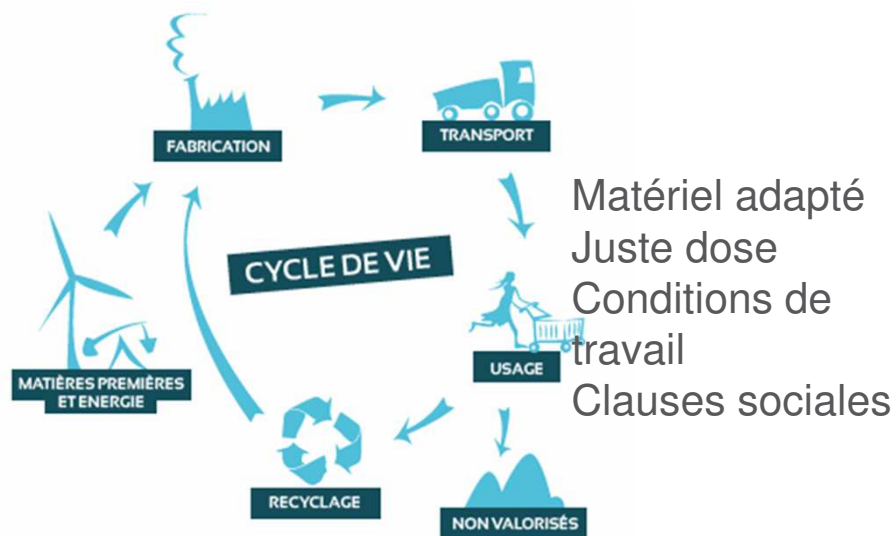 FABRICATION
TRANSPORT
Matériel adapté
Juste dose
Conditions de
travail
Clauses sociales
CYCLE DE VIE
USAGE
MATIÈRES PREMIÈRES
ET ENERGIE
RECYCLAGE
NON VALORISÉS